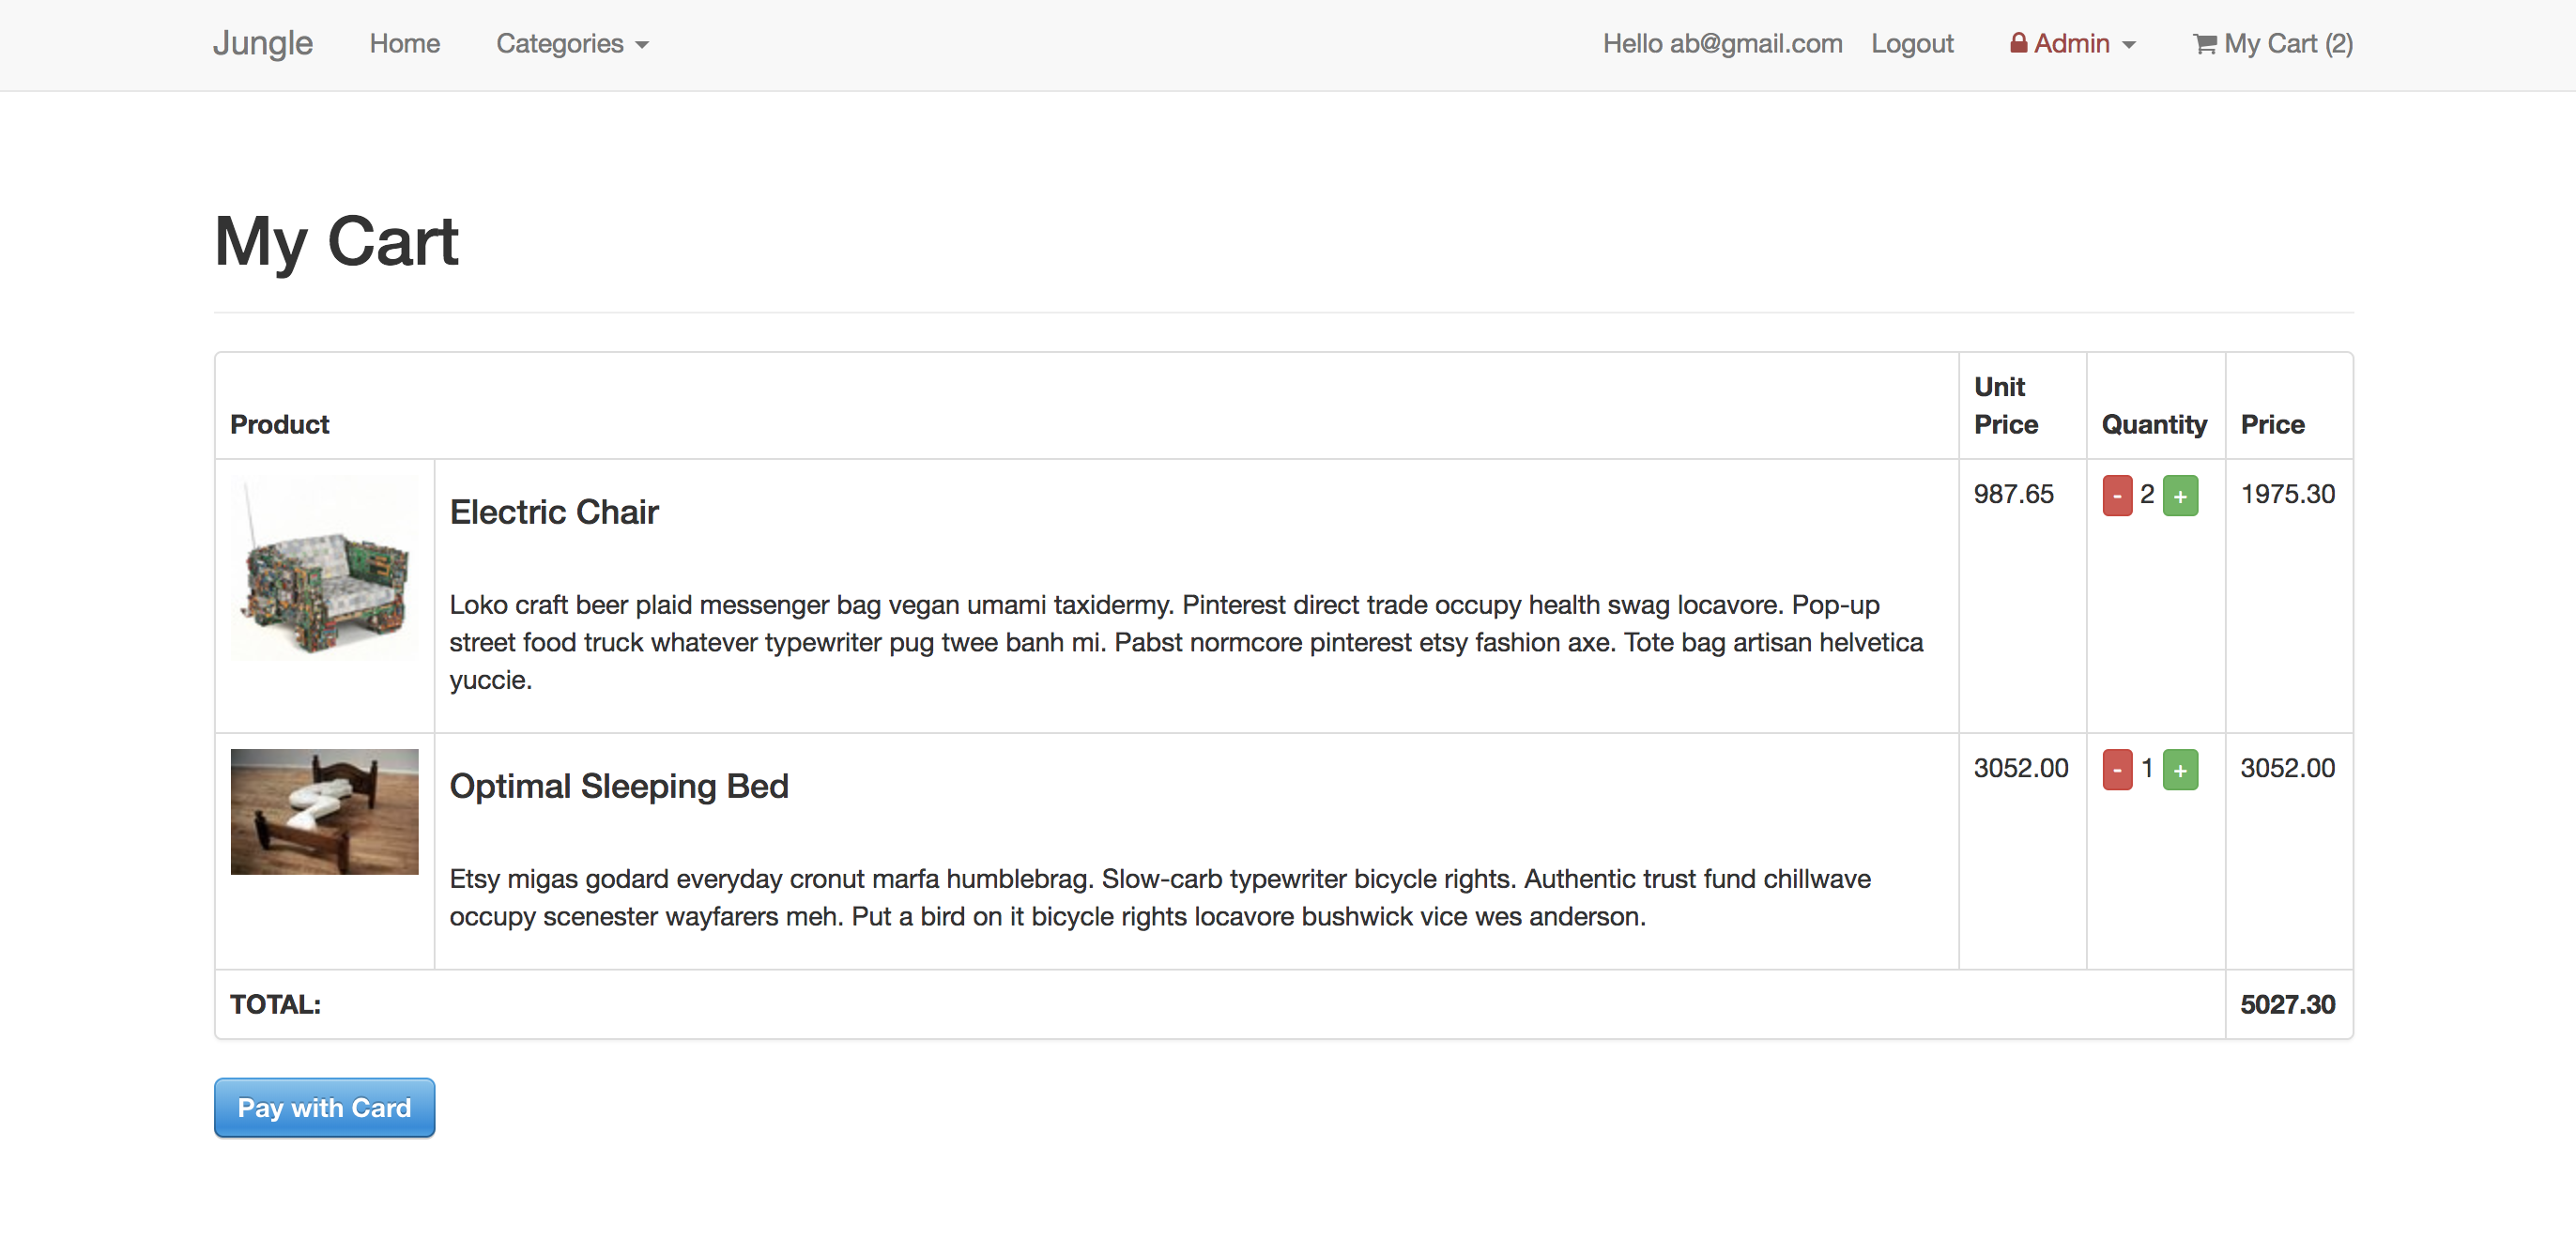 Jungle Home Categories Hello ab@gmail.com Logout Admin My Cart (2)
My Cart
Product Unit Price Quantity Price
Electric Chair 987.65 - 2 + 1975.30
Loko craft beer plaid messenger bag vegan umami taxidermy. Pinterest direct trade occupy health swag locavore. Pop-up
street food truck whatever typewriter pug twee banh mi. Pabst normcore pinterest etsy fashion axe. Tote bag artisan helvetica
yuccie.
Optimal Sleeping Bed 3052.00 - 1 + 3052.00
Etsy migas godard everyday cronut marfa humblebrag. Slow-carb typewriter bicycle rights. Authentic trust fund chillwave
occupy scenester wayfarers meh. Put a bird on it bicycle rights locavore bushwick vice wes anderson.
TOTAL: 5027.30
Pay with Card